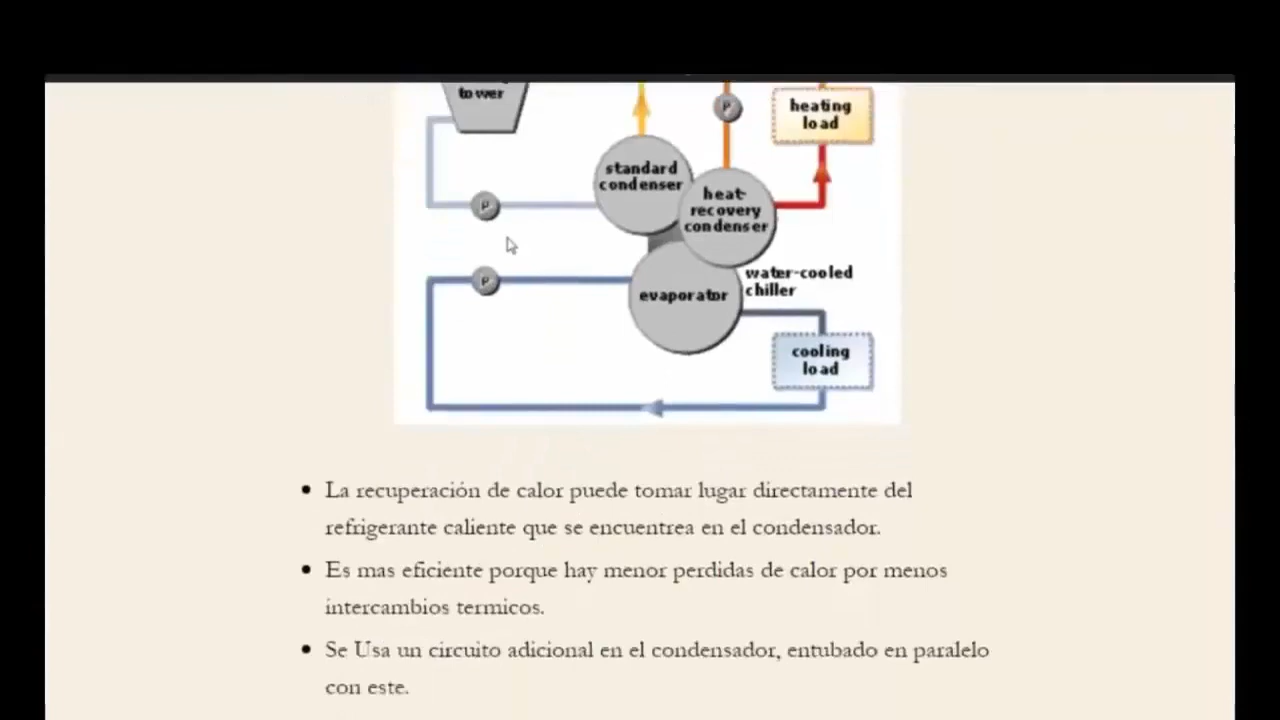 tower
P
heating
load
standard
condenser
heat-
recovery
condenser
P
P
water-cooled
chiller
evaporator
cooling
load
La recuperación de calor puede tomar lugar directamente del
refrigerante caliente que se encuentrea en el condensador.
Es mas eficiente porque hay menor perdidas de calor por menos
intercambios termicos.
Se Usa un circuito adicional en el condensador, entubado en paralelo
con este.